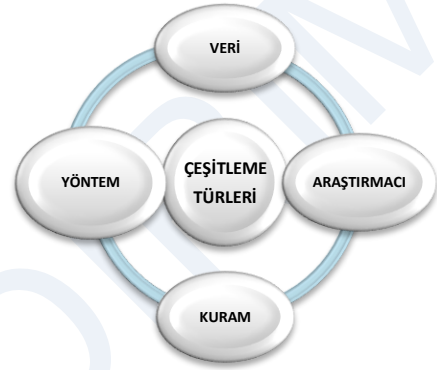 VERİ
YÖNTEM
ÇEŞİTLEME
TÜRLERİ
ARAŞTIRMACI
KURAM